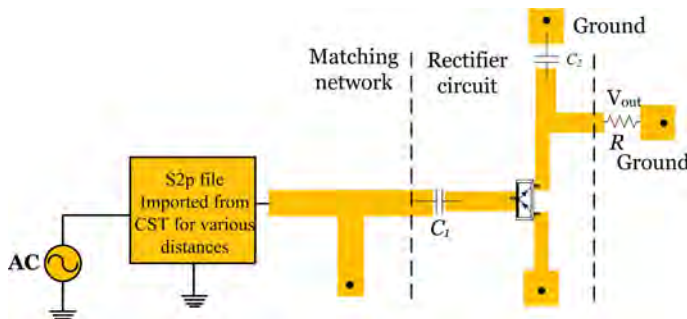 Ground
Matching
network
Rectifier
circuit
C₂
Vout
R
Ground
S2p file
Imported from
CST for various
distances
C₁
AC